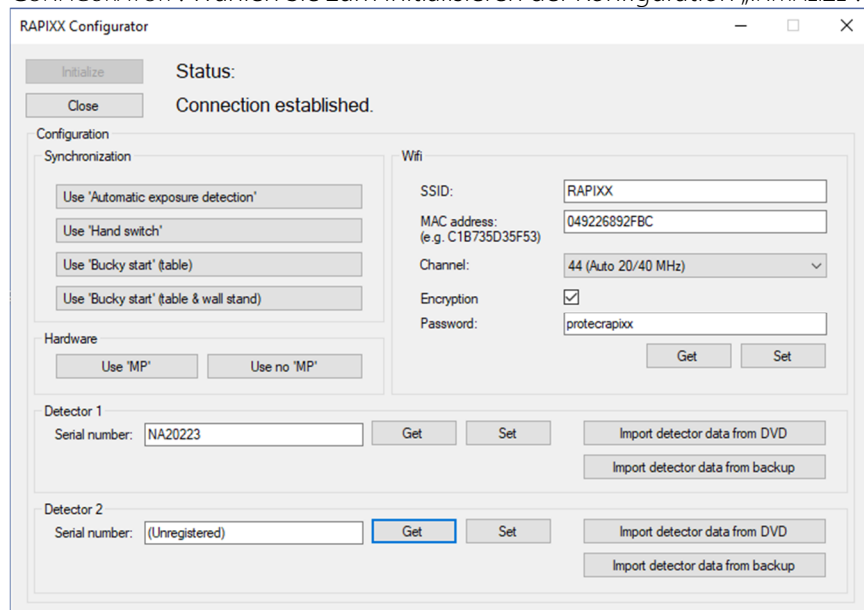 RAPIXX Configurator
Initialize
Status:
Close
Connection established.
Configuration
Synchronization
Use 'Automatic exposure detection'
Use 'Hand switch'
Use 'Bucky start' (table)
Use 'Bucky start' (table & wall stand)
Hardware
Use 'MP'
Use no 'MP'
Wifi
SSID:
RAPIXX
MAC address:
(e.g. C1B735D35F53)
049226892FBC
Channel:
44 (Auto 20/40 MHz)
Encryption
Password:
protecrapixx
Get
Set
Detector 1
Serial number:
NA20223
Get
Set
Import detector data from DVD
Import detector data from backup
Detector 2
Serial number:
(Unregistered)
Get
Set
Import detector data from DVD
Import detector data from backup